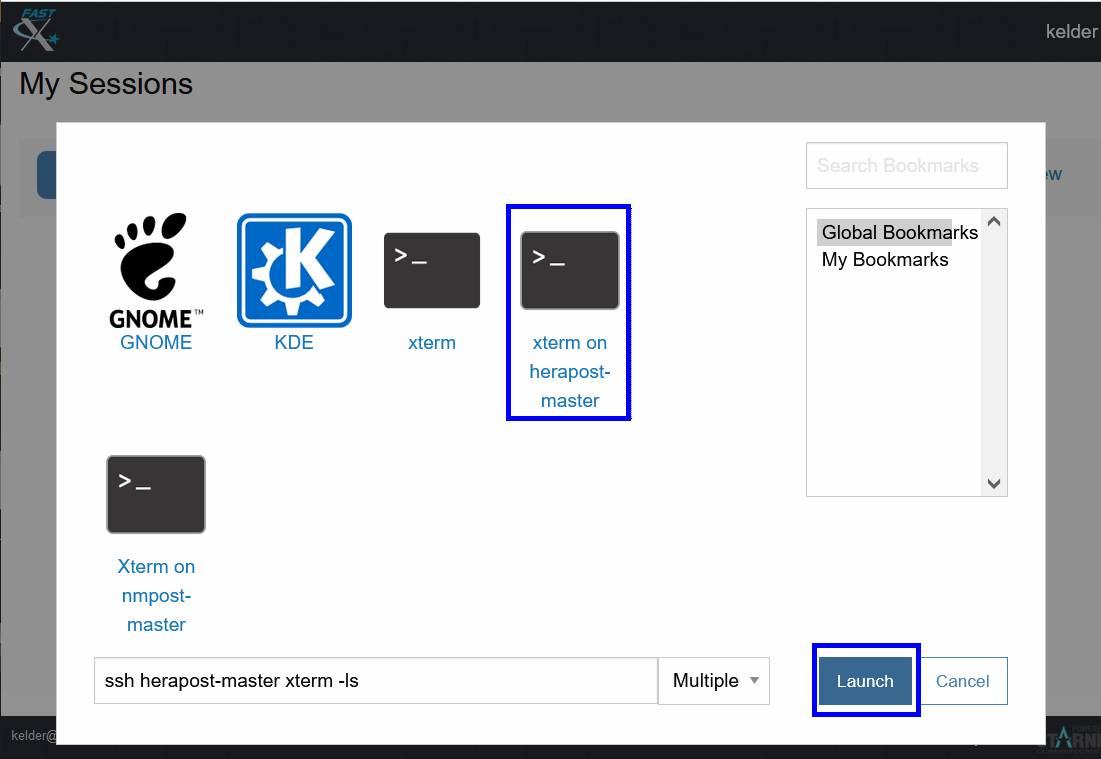 FAST
X
kelder
My Sessions
Search Bookmarks
ew
Global Bookmarks
My Bookmarks
GNOME™
GNOME
K
KDE
>_
xterm
>_
xterm on
herapost-
master
>_
Xterm on
nmpost-
master
ssh herapost-master xterm -ls
Multiple
Launch
Cancel
kelder@